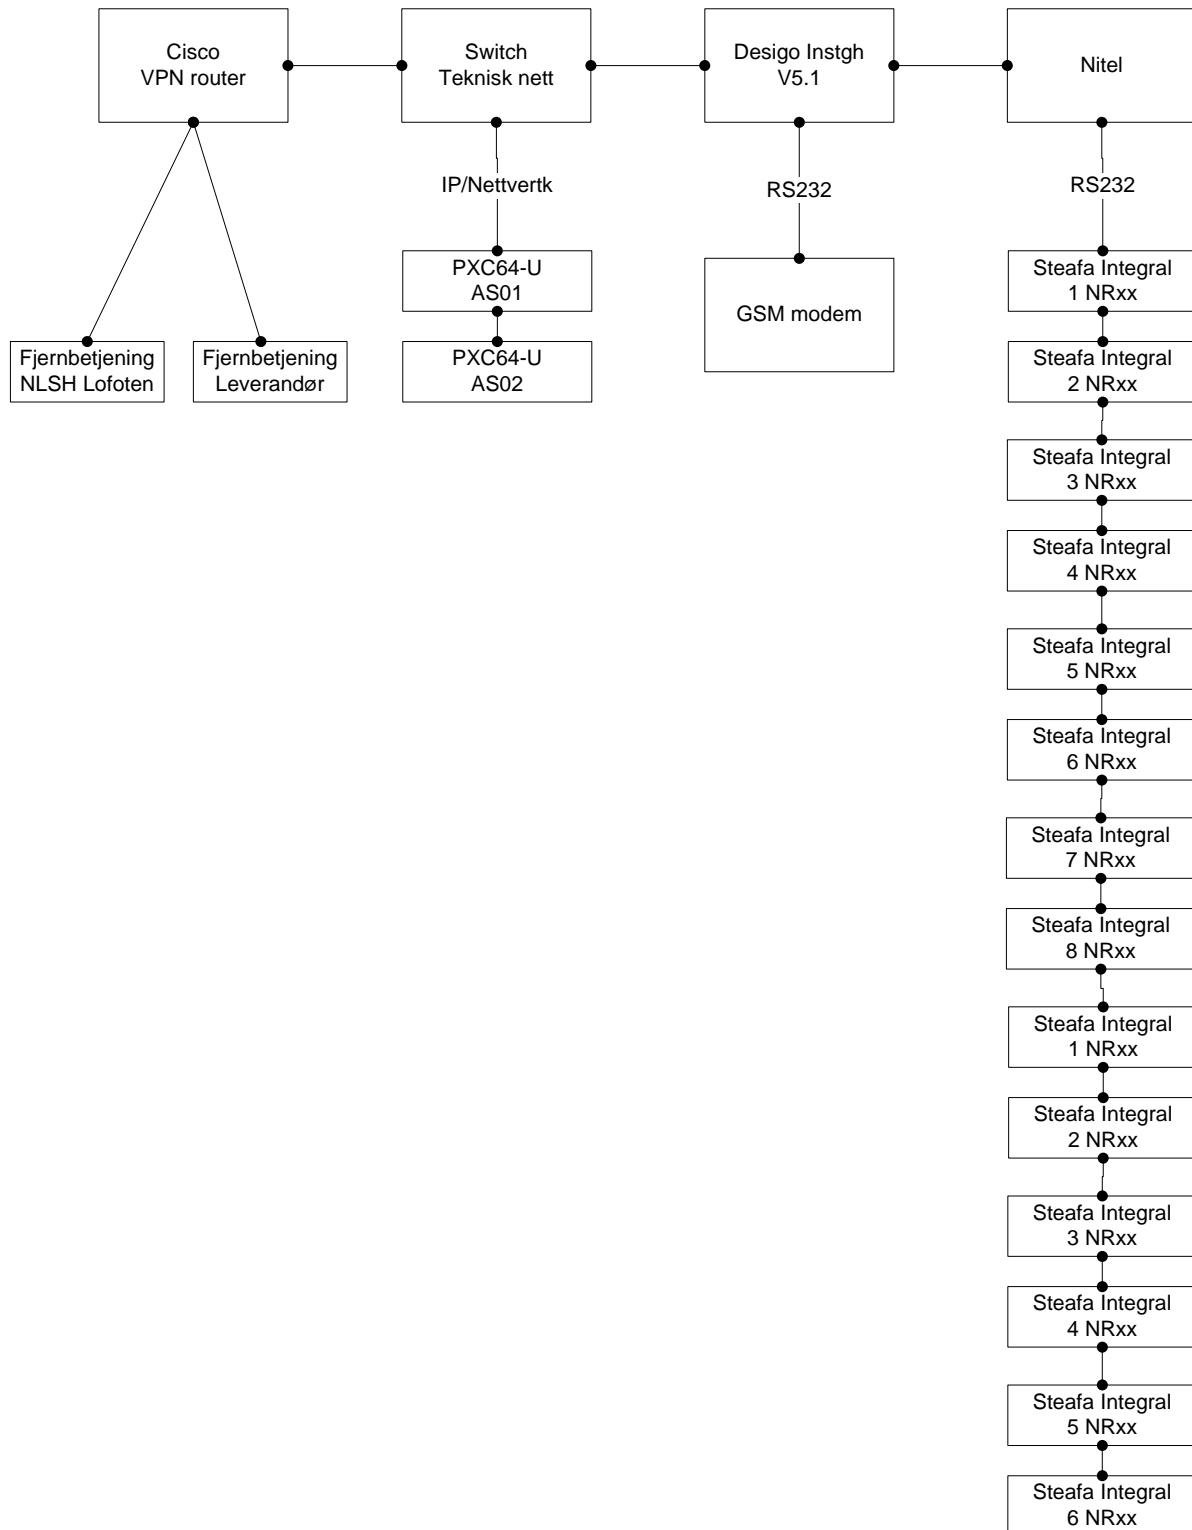 Cisco
VPN router
Switch
Teknisk nett
Desigo Instgh
V5.1
Nitel
IP/Nettvertk
RS232
RS232
PXC64-U
AS01
PXC64-U
AS02
GSM modem
Fjernbetjening
NLSH Lofoten
Fjernbetjening
Leverandør
Steafa Integral
1 NRxx
Steafa Integral
2 NRxx
Steafa Integral
3 NRxx
Steafa Integral
4 NRxx
Steafa Integral
5 NRxx
Steafa Integral
6 NRxx
Steafa Integral
7 NRxx
Steafa Integral
8 NRxx
Steafa Integral
1 NRxx
Steafa Integral
2 NRxx
Steafa Integral
3 NRxx
Steafa Integral
4 NRxx
Steafa Integral
5 NRxx
Steafa Integral
6 NRxx